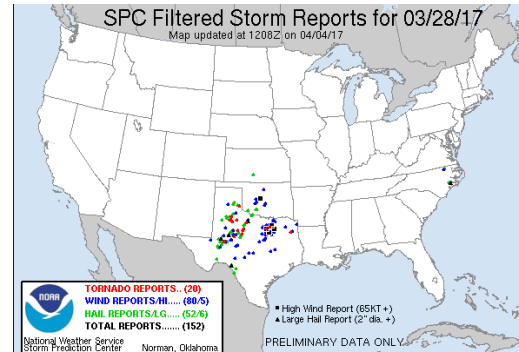 SPC Filtered Storm Reports for 03/28/17
Map updated at 1208Z on 04/04/17
NOAA
TORNADO REPORTS.. (20)
WIND REPORTS/HI..... (80/5)
HAIL REPORTS/LG..... (52/6)
TOTAL REPORTS....... (152)
National Weather Service
Storm Prediction Center Norman, Oklahoma
High Wind Report (65KT +)
Large Hail Report (2" dia. +)
PRELIMINARY DATA ONLY